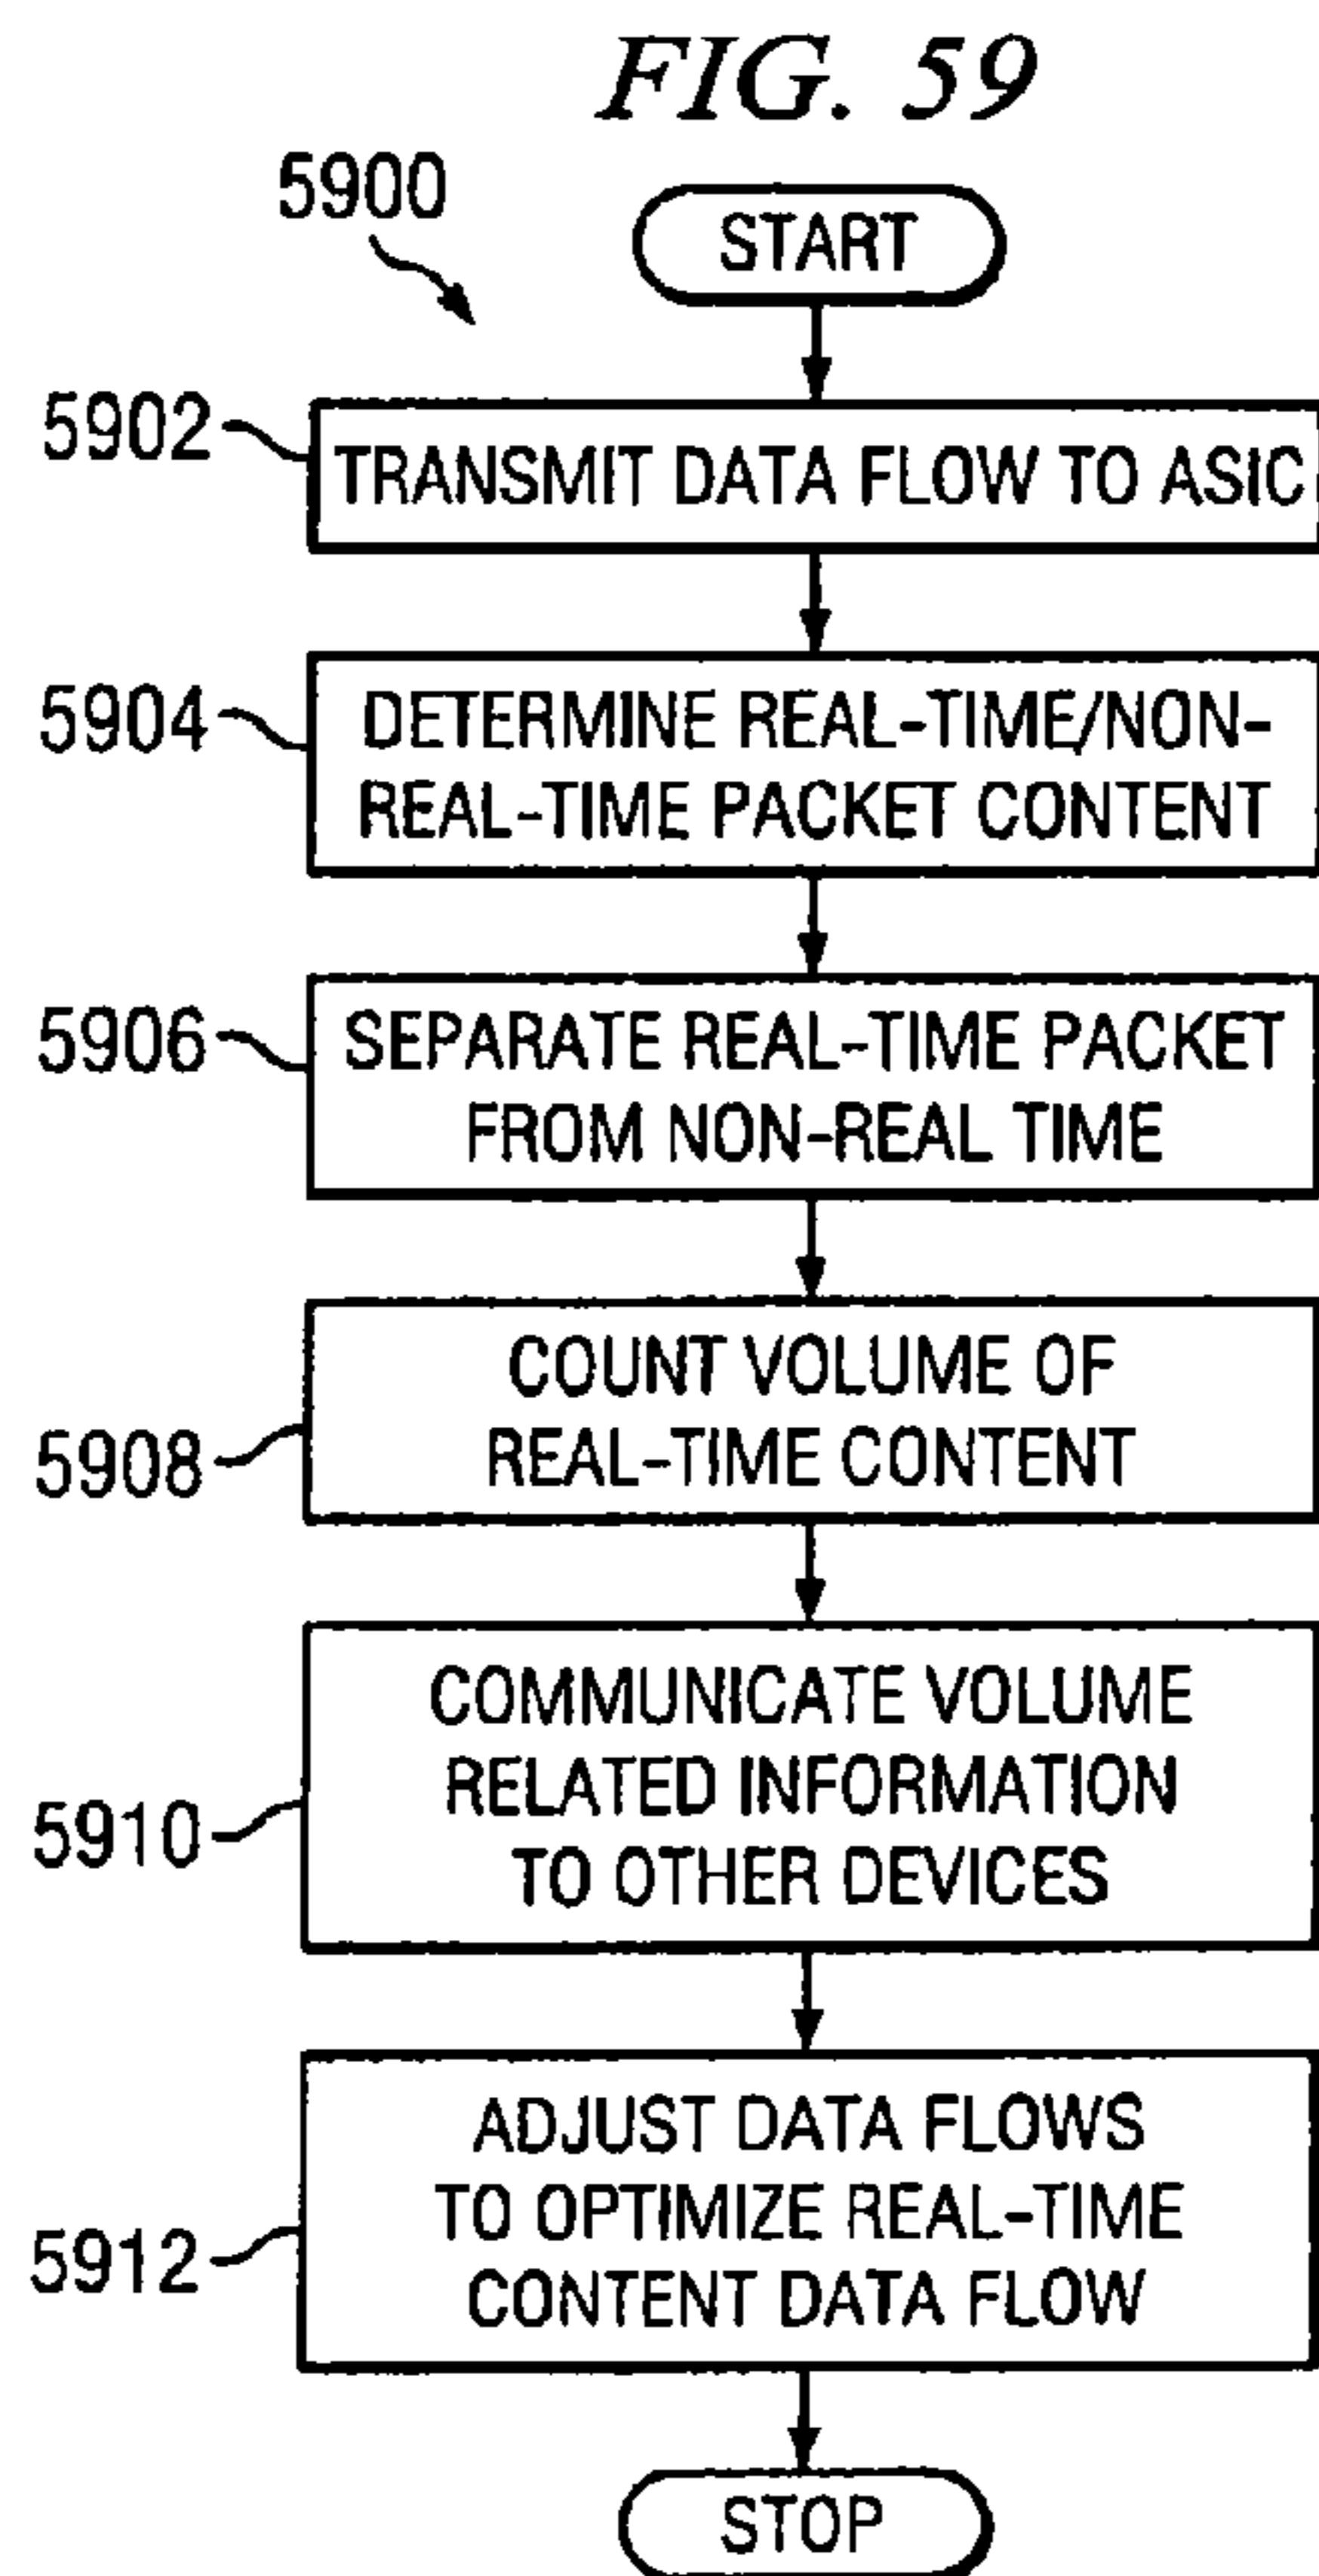 FIG. 59
5900
START
5902
TRANSMIT DATA FLOW TO ASIC
5904
DETERMINE REAL-TIME/NON-
REAL-TIME PACKET CONTENT
5906
SEPARATE REAL-TIME PACKET
FROM NON-REAL TIME
5908
COUNT VOLUME OF
REAL-TIME CONTENT
5910
COMMUNICATE VOLUME
RELATED INFORMATION
TO OTHER DEVICES
5912
ADJUST DATA FLOWS
TO OPTIMIZE REAL-TIME
CONTENT DATA FLOW
STOP